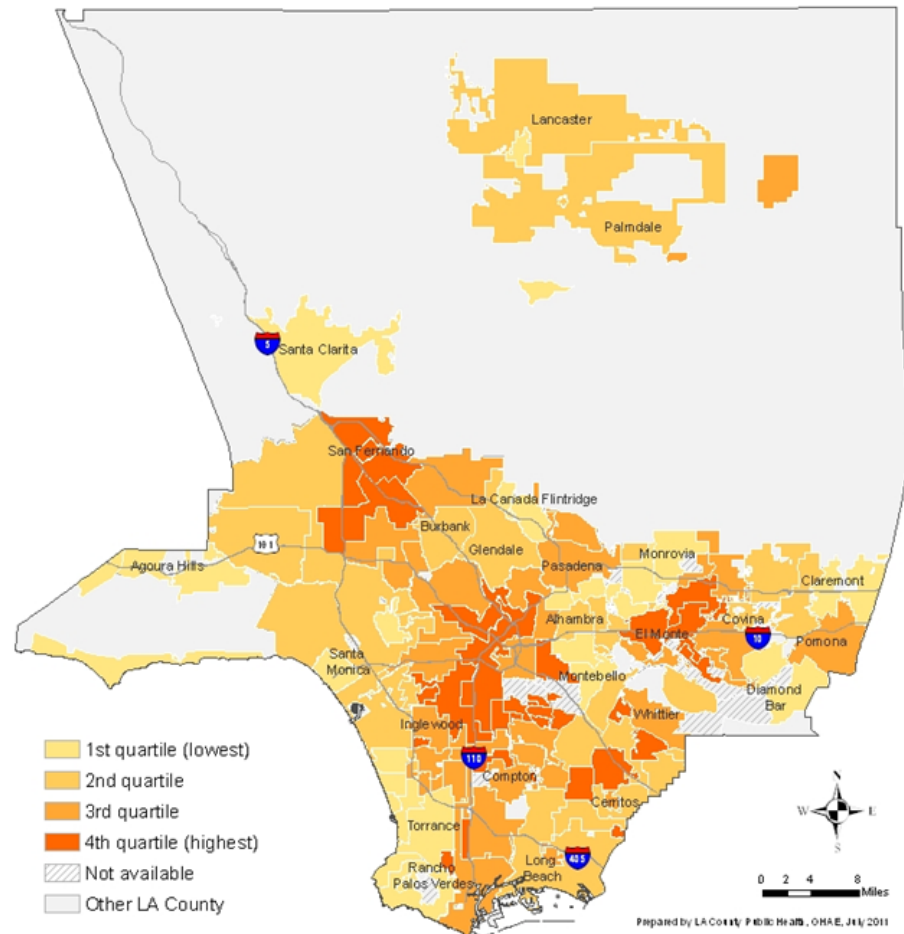 Lancaster
Palmdale
5
Santa Clarita
San Fernando
La Canada Flintridge
Burbank
101
Glendale
Monrovia
Agoura Hills
Pasadena
Claremont
Alhambra
Covina
El Monte
10
Pomona
Santa
Monica
Montebello
Diamond
Bar
Whittier
Inglewood
1st quartile (lowest)
110
2nd quartile
Compton
3rd quartile
Cerritos
N
W E
S
Torrance
4th quartile (highest)
Long
Beach
405
Not available
Rancho
Palos Verdes
0 2 4 8
Miles
Other LA County
Prepared by LA County Public Health, OHAE, July 2011